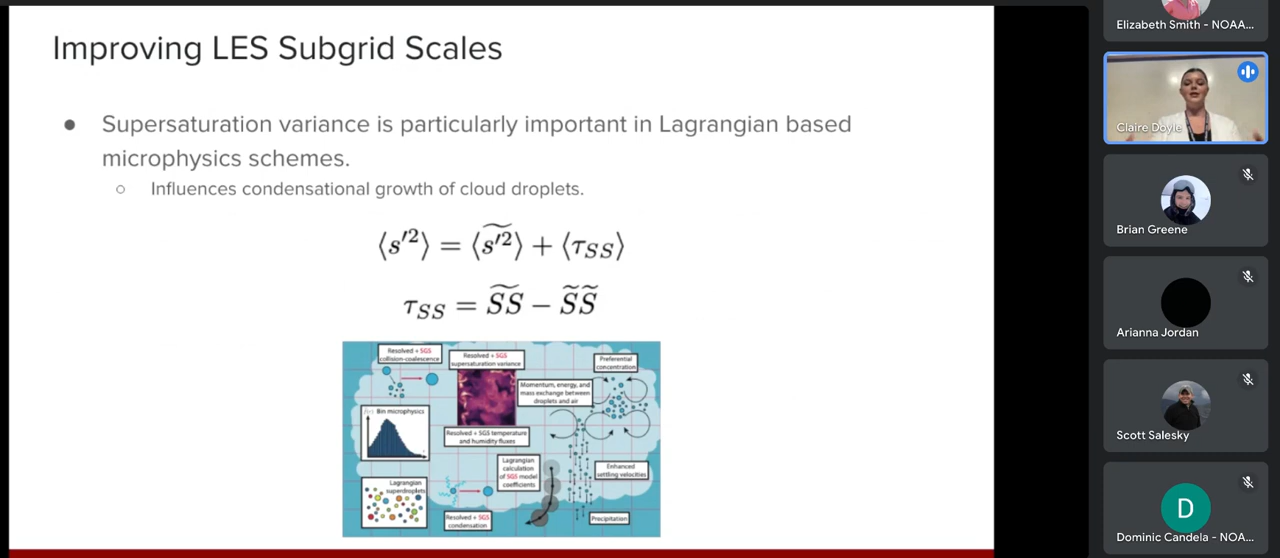 Improving LES Subgrid Scales
● Supersaturation variance is particularly important in Lagrangian based
microphysics schemes.
○ Influences condensational growth of cloud droplets.
⟨s′²⟩ = ⟨s̃′²⟩ + ⟨τ_SS⟩
τ_SS = S͠S − S̃S̃
Resolved + SGS
collision-coalescence
Resolved + SGS
supersaturation variance
Preferential
concentration
Momentum, energy, and
mass exchange between
droplets and air
Bin microphysics
Resolved + SGS temperature
and humidity fluxes
Lagrangian
calculation
of SGS model
coefficients
Enhanced
settling velocities
Lagrangian
superdroplets
Resolved + SGS
condensation
Precipitation
Elizabeth Smith - NOAA...
Claire Doyle
Brian Greene
Arianna Jordan
Scott Salesky
D
Dominic Candela - NOA...